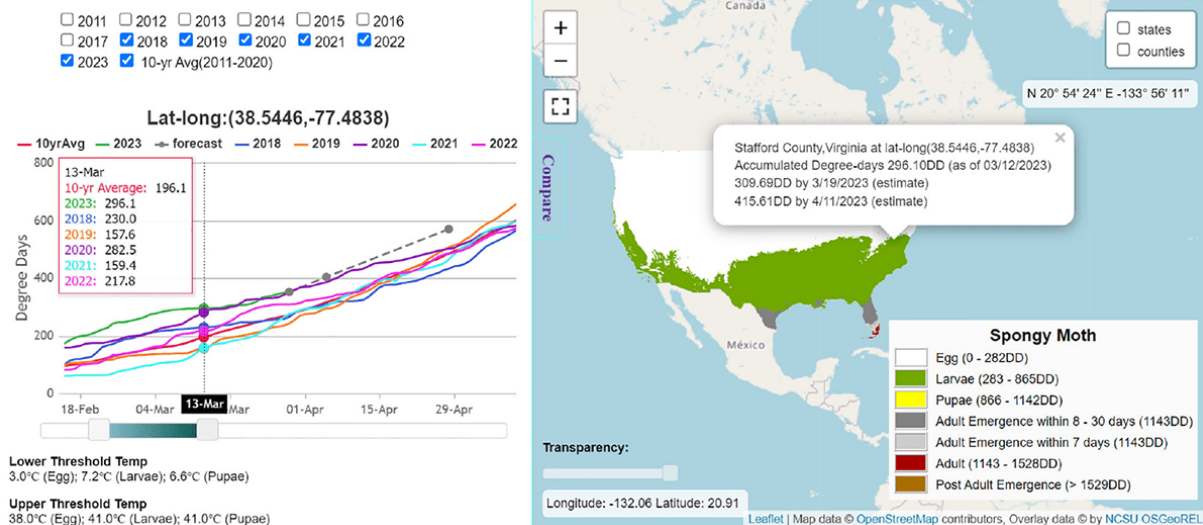 2011 2012 2013 2014 2015 2016
2017 2018 2019 2020 2021 2022
2023 10-yr Avg(2011-2020)
Lat-long:(38.5446,-77.4838)
10yrAvg 2023 forecast 2018 2019 2020 2021 2022
800
600
400
200
0
Degree Days
13-Mar
10-yr Average: 196.1
2023: 296.1
2018: 230.0
2019: 157.6
2020: 282.5
2021: 159.4
2022: 217.8
18-Feb 04-Mar 13-Mar Mar 01-Apr 15-Apr 29-Apr
Lower Threshold Temp
3.0°C (Egg); 7.2°C (Larvae); 6.6°C (Pupae)
Upper Threshold Temp
38.0°C (Egg); 41.0°C (Larvae); 41.0°C (Pupae)
Canada
+
−
states
counties
N 20° 54' 24" E -133° 56' 11"
Compare
×
Stafford County,Virginia at lat-long(38.5446,-77.4838)
Accumulated Degree-days 296.10DD (as of 03/12/2023)
309.69DD by 3/19/2023 (estimate)
415.61DD by 4/11/2023 (estimate)
México
Spongy Moth
Egg (0 - 282DD)
Larvae (283 - 865DD)
Pupae (866 - 1142DD)
Adult Emergence within 8 - 30 days (1143DD)
Adult Emergence within 7 days (1143DD)
Adult (1143 - 1528DD)
Post Adult Emergence (> 1529DD)
Transparency:
Longitude: -132.06 Latitude: 20.91
Leaflet | Map data © OpenStreetMap contributors, Overlay data © by NCSU OSGeoREL